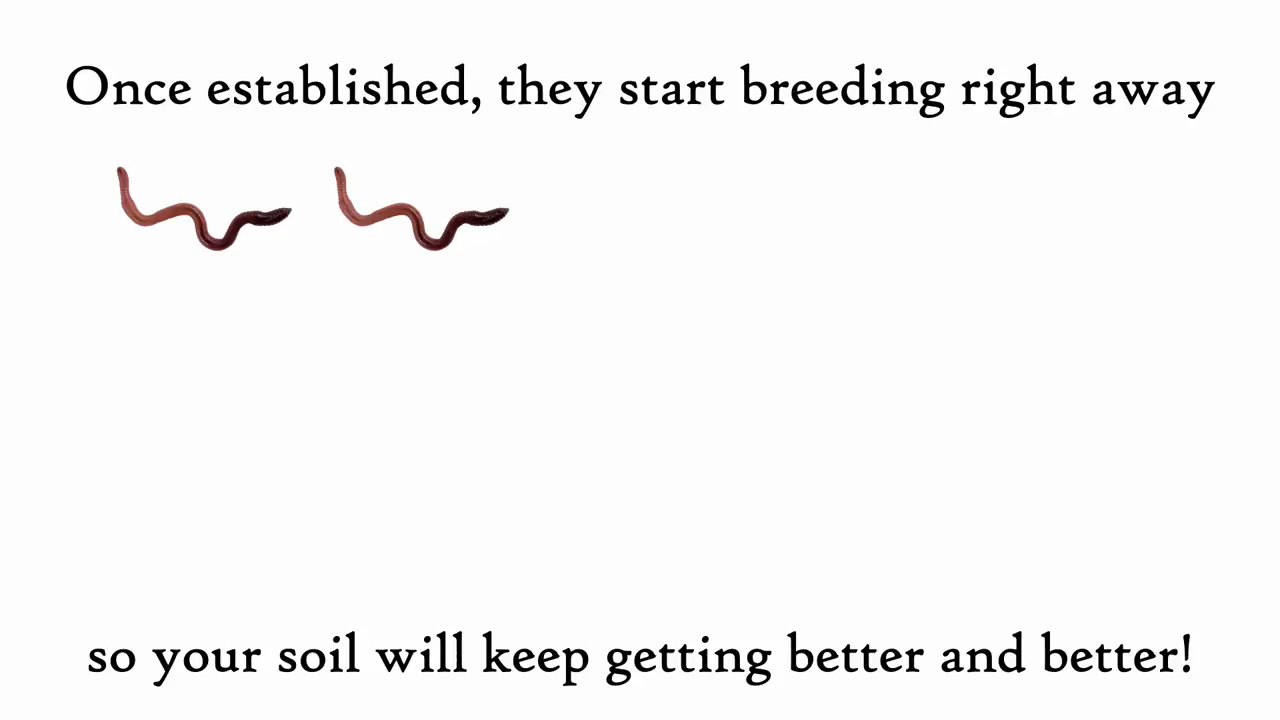 Once established, they start breeding right away
so your soil will keep getting better and better!